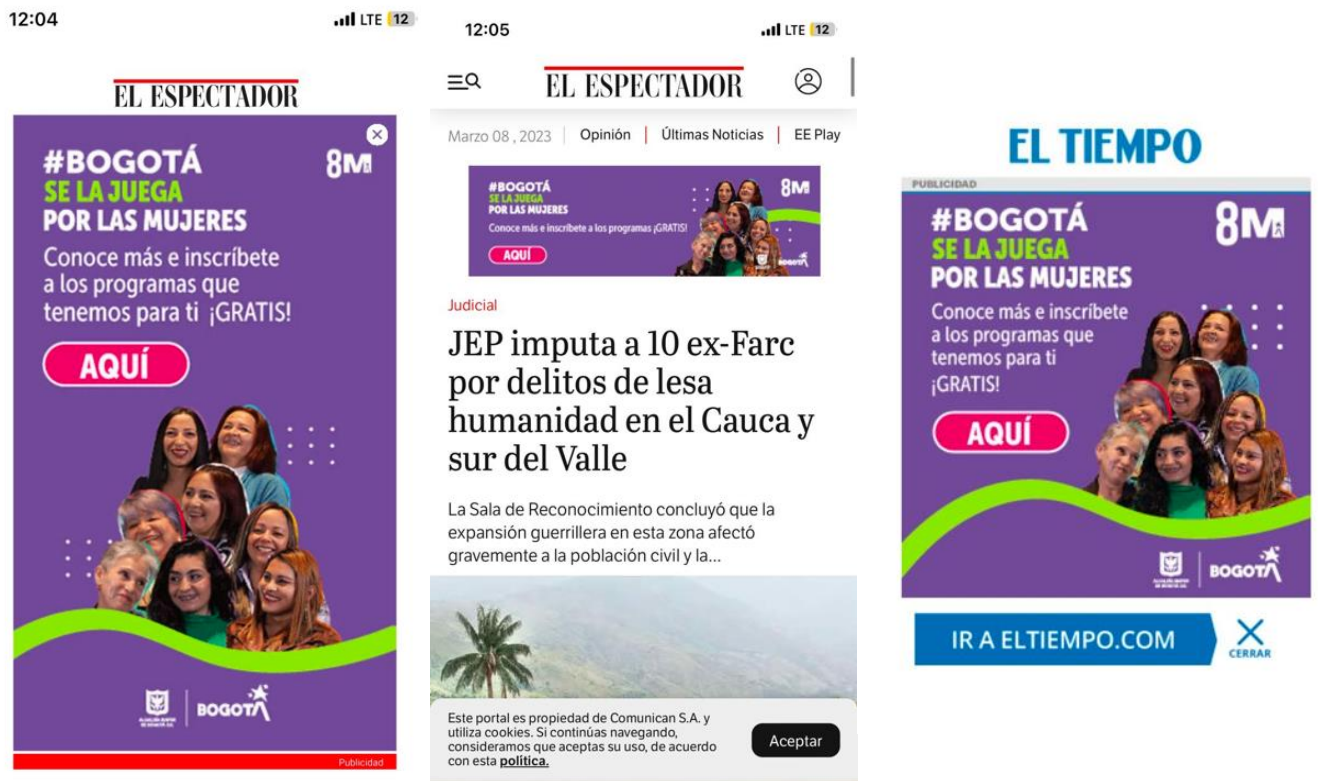 12:04
LTE 12
EL ESPECTADOR
#BOGOTÁ
SE LA JUEGA
POR LAS MUJERES
8M
Conoce más e inscríbete
a los programas que
tenemos para ti ¡GRATIS!
AQUÍ
BOGOTÁ
Publicidad
12:05
LTE 12
EL ESPECTADOR
Marzo 08 , 2023 | Opinión | Últimas Noticias | EE Play
#BOGOTÁ
SE LA JUEGA
POR LAS MUJERES
8M
Conoce más e inscríbete a los programas ¡GRATIS!
AQUÍ
BOGOTÁ
Judicial
JEP imputa a 10 ex-Farc
por delitos de lesa
humanidad en el Cauca y
sur del Valle
La Sala de Reconocimiento concluyó que la
expansión guerrillera en esta zona afectó
gravemente a la población civil y la...
Este portal es propiedad de Comunican S.A. y
utiliza cookies. Si continúas navegando,
consideramos que aceptas su uso, de acuerdo
con esta política.
Aceptar
EL TIEMPO
PUBLICIDAD
#BOGOTÁ
SE LA JUEGA
POR LAS MUJERES
8M
Conoce más e inscríbete
a los programas que
tenemos para ti
¡GRATIS!
AQUÍ
BOGOTÁ
IR A ELTIEMPO.COM
CERRAR